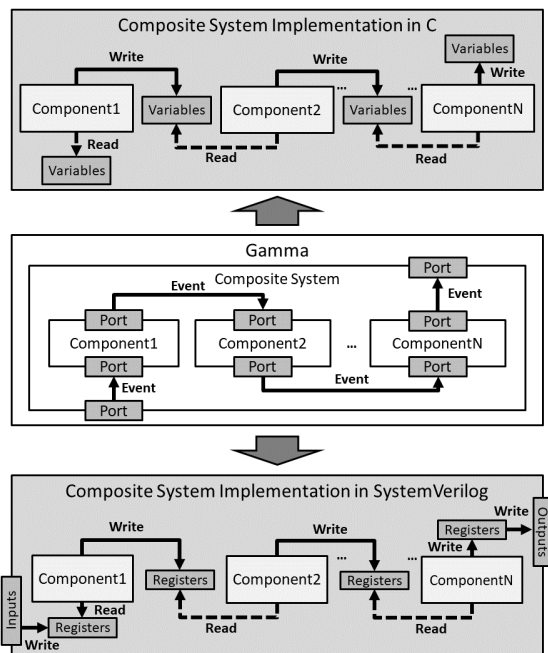 Composite System Implementation in C
Variables
Write
Write
Write
...
...
Component1
Variables
Component2
Variables
ComponentN
Read
Read
Read
Variables
Gamma
Composite System
Port
Event
Event
Port
Port
Port
Component1
Component2
...
ComponentN
Port
Port
Port
Event
Event
Port
Composite System Implementation in SystemVerilog
Write
Write
Write
Registers
Outputs
Write
...
...
Component1
Registers
Component2
Registers
ComponentN
Inputs
Read
Registers
Read
Read
Write